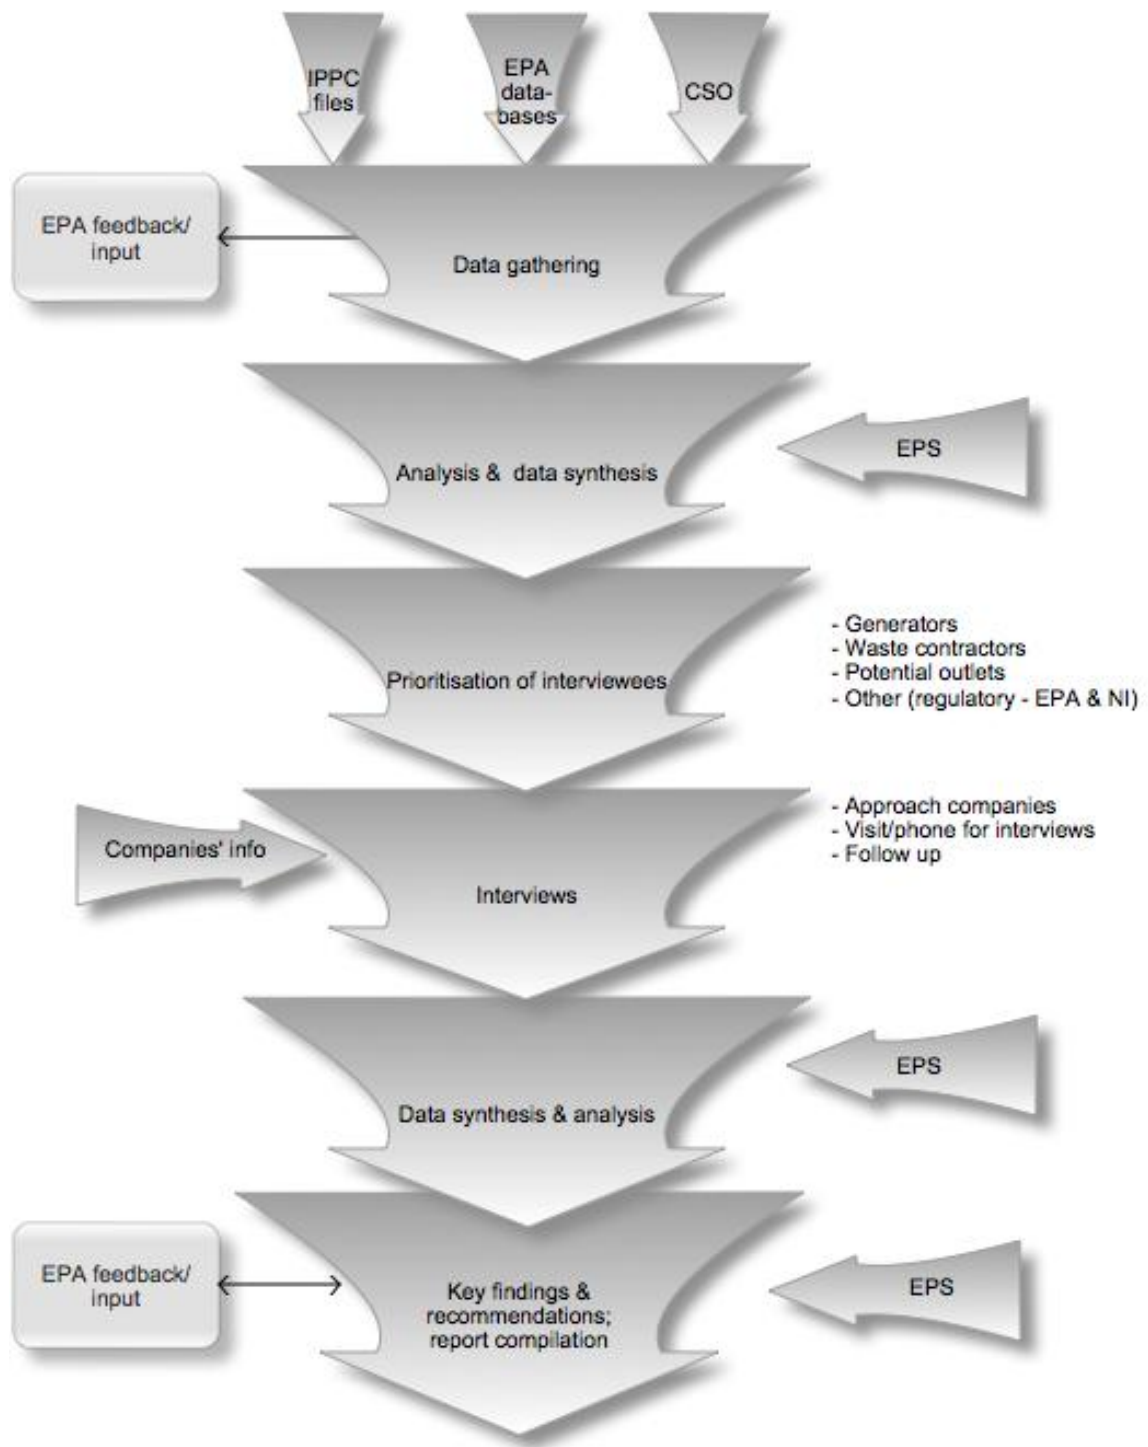 IPPC
files
EPA
data-
bases
CSO
EPA feedback/
input
Data gathering
Analysis &  data synthesis
EPS
Prioritisation of interviewees
- Generators
- Waste contractors
- Potential outlets
- Other (regulatory - EPA & NI)
Companies' info
Interviews
- Approach companies
- Visit/phone for interviews
- Follow up
Data synthesis & analysis
EPS
EPA feedback/
input
Key findings &
recommendations;
report compilation
EPS